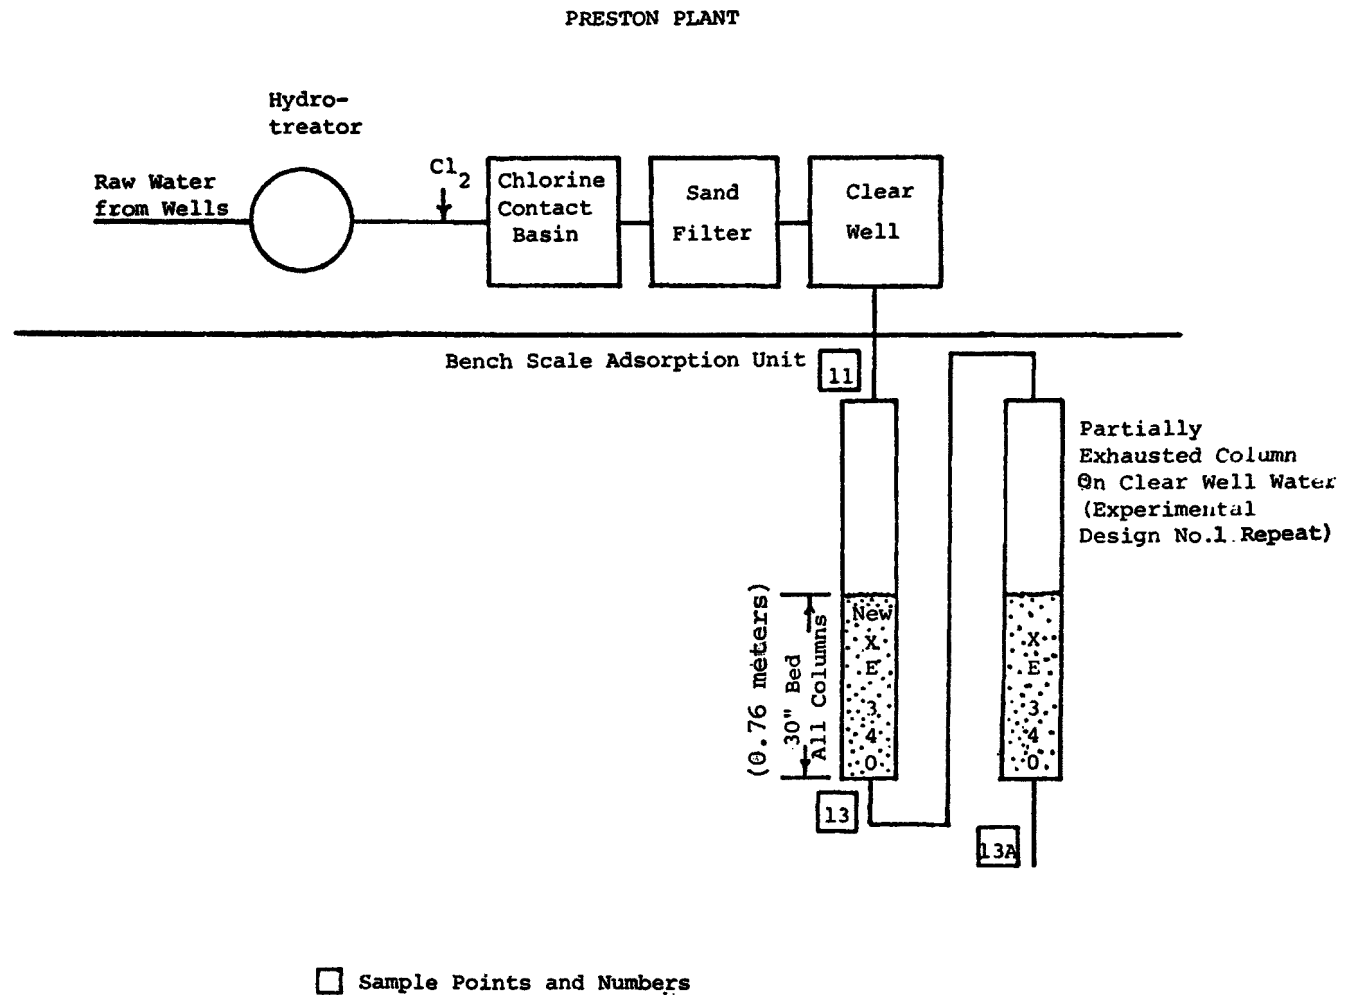 PRESTON PLANT
Hydro-
treator
Raw Water
from Wells
Cl2
Chlorine
Contact
Basin
Sand
Filter
Clear
Well
Bench Scale Adsorption Unit
11
Partially
Exhausted Column
On Clear Well Water
(Experimental
Design No.1 Repeat)
(0.76 meters)
30" Bed
All Columns
New
X
E
3
4
0
X
E
3
4
0
13
13A
Sample Points and Numbers